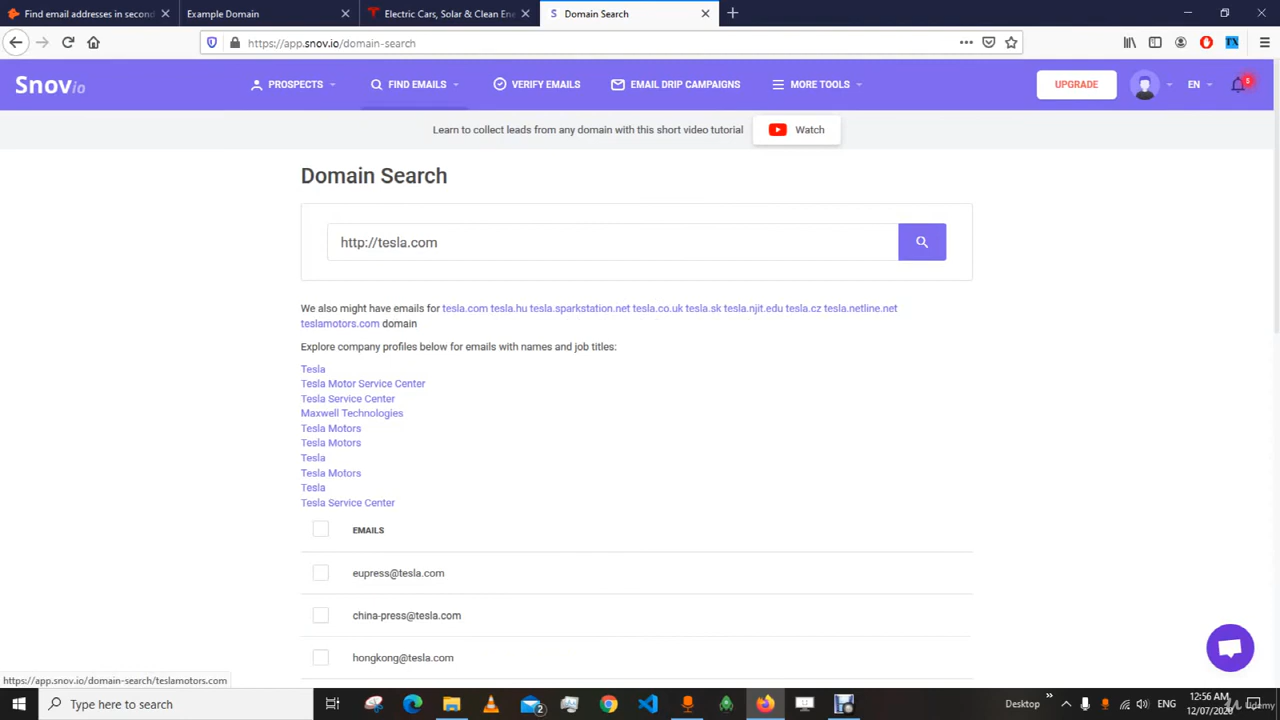 Find email addresses in second
Example Domain
Electric Cars, Solar & Clean Ene
Domain Search
https://app.snov.io/domain-search
Snovio
PROSPECTS
FIND EMAILS
VERIFY EMAILS
EMAIL DRIP CAMPAIGNS
MORE TOOLS
UPGRADE
EN
5
Learn to collect leads from any domain with this short video tutorial
Watch
Domain Search
http://tesla.com
We also might have emails for tesla.com tesla.hu tesla.sparkstation.net tesla.co.uk tesla.sk tesla.njit.edu tesla.cz tesla.netline.net
teslamotors.com domain
Explore company profiles below for emails with names and job titles:
Tesla
Tesla Motor Service Center
Tesla Service Center
Maxwell Technologies
Tesla Motors
Tesla Motors
Tesla
Tesla Motors
Tesla
Tesla Service Center
EMAILS
eupress@tesla.com
china-press@tesla.com
hongkong@tesla.com
https://app.snov.io/domain-search/teslamotors.com
Type here to search
2
Desktop
ENG
12:56 AM
12/07/2020
Udemy